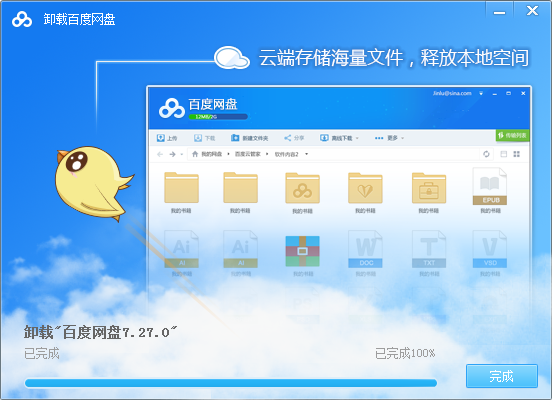 卸载百度网盘
云端存储海量文件，释放本地空间
Jinlu@sina.com
百度网盘
12MB/2G
上传 下载 新建文件夹 分享 离线下载 更多 传输列表
我的网盘 百度云管家 软件内容2
EPUB
我的书籍 我的书籍 我的书籍 我的书籍 我的书籍 我的书籍
Ai Ai W T V
AI AI DOG TXT VSD
我的书籍 我的书籍 我的书籍 我的书籍 我的书籍 我的书籍
卸载"百度网盘7.27.0"
已完成 已完成100%
完成